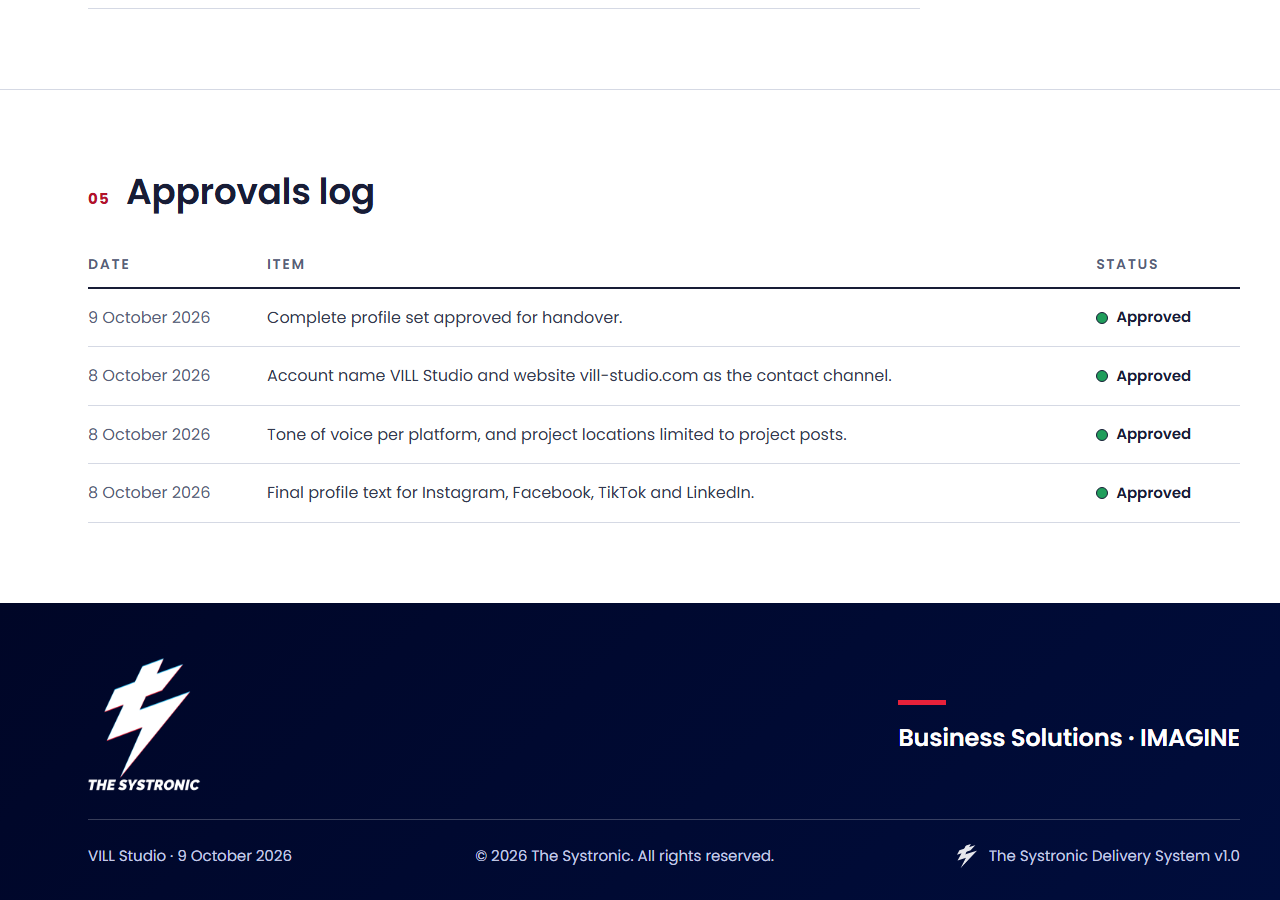 05 Approvals log
DATE ITEM STATUS
9 October 2026 Complete profile set approved for handover. Approved
8 October 2026 Account name VILL Studio and website vill-studio.com as the contact channel. Approved
8 October 2026 Tone of voice per platform, and project locations limited to project posts. Approved
8 October 2026 Final profile text for Instagram, Facebook, TikTok and LinkedIn. Approved
Business Solutions · IMAGINE
THE SYSTRONIC
VILL Studio · 9 October 2026 © 2026 The Systronic. All rights reserved. The Systronic Delivery System v1.0